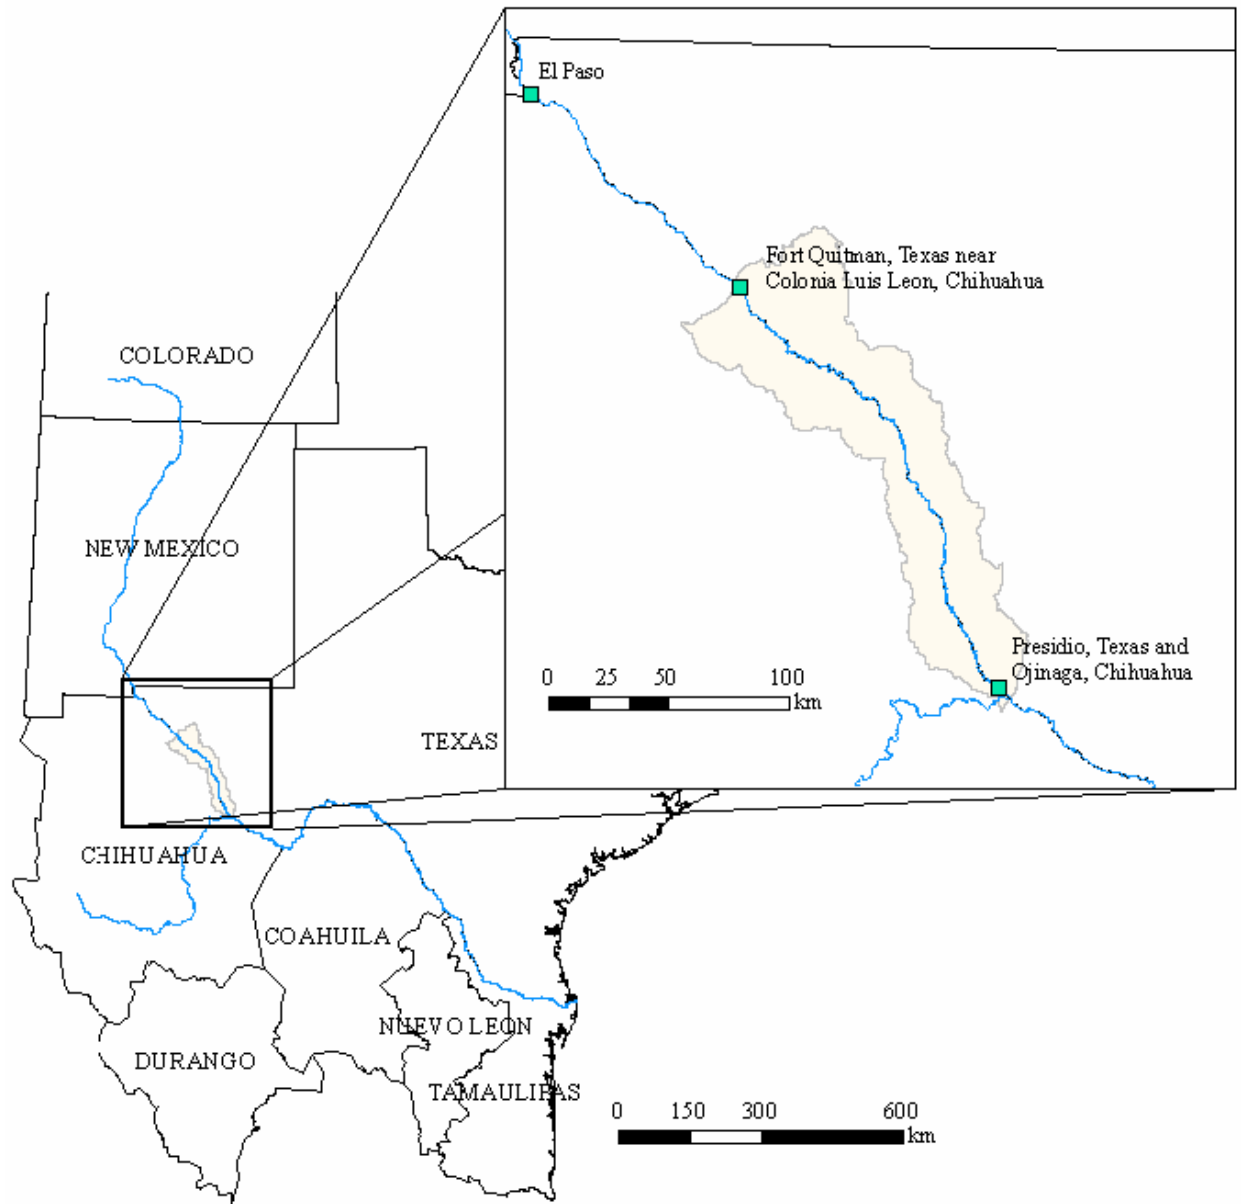 El Paso
Fort Quitman, Texas near
Colonia Luis Leon, Chihuahua
COLORADO
NEW MEXICO
Presidio, Texas and
Ojinaga, Chihuahua
0 25 50 100
km
TEXAS
CHIHUAHUA
COAHUILA
NUEVO LEON
DURANGO
TAMAULIPAS
0 150 300 600
km